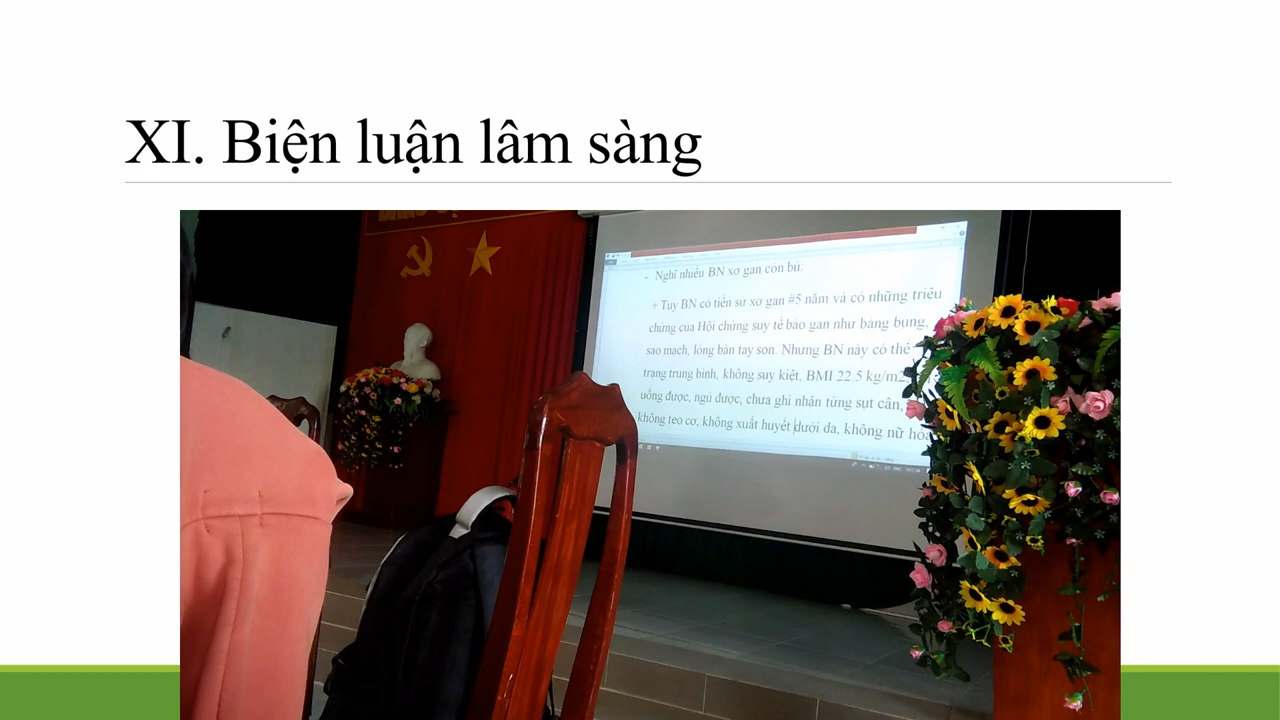 XI. Biện luận lâm sàng
- Nghĩ nhiều BN xơ gan còn bù:
+ Tuy BN có tiền sử xơ gan #5 năm và có những triệu
chứng của Hội chứng suy tế bào gan như báng bụng,
sao mạch, lòng bàn tay son. Nhưng BN này có thể
trạng trung bình, không suy kiệt, BMI 22.5 kg/m2,
uống được, ngủ được, chưa ghi nhận từng sụt cân,
không teo cơ, không xuất huyết dưới da, không nữ hóa